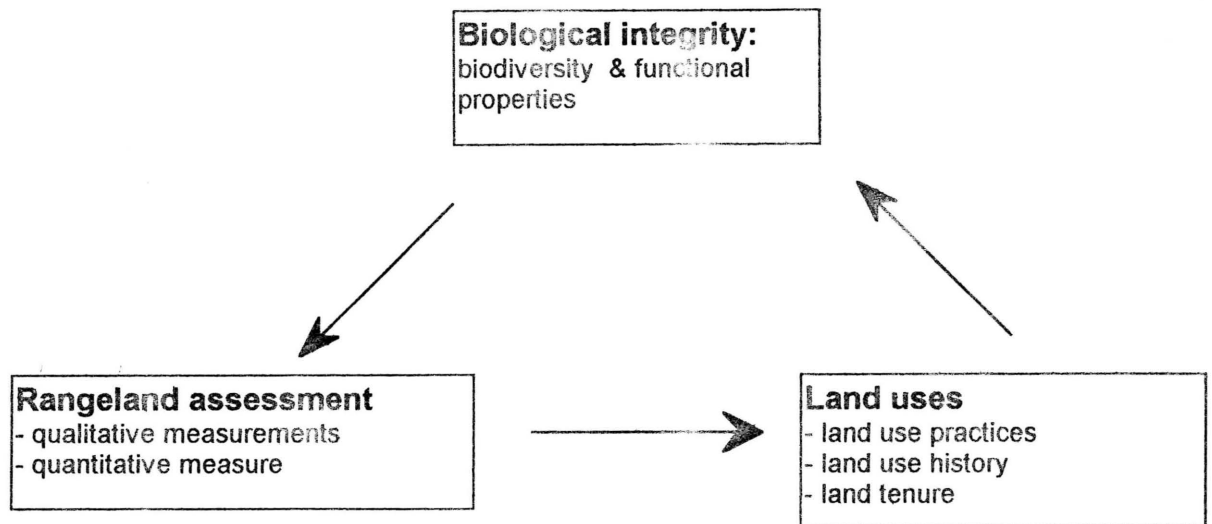 Biological integrity:
biodiversity & functional
properties
Rangeland assessment
- qualitative measurements
- quantitative measure
Land uses
- land use practices
- land use history
- land tenure